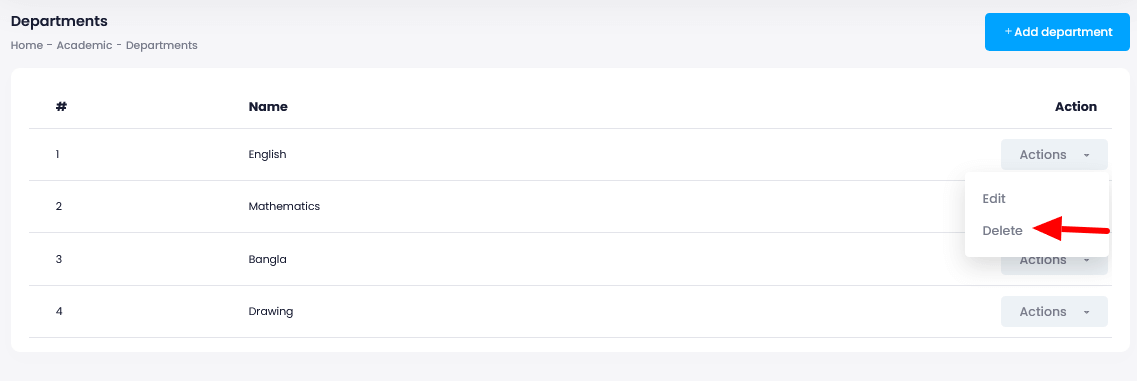 Departments
Home - Academic - Departments
+ Add department
# Name Action
1 English Actions
Edit
2 Mathematics
Delete
3 Bangla Actions
4 Drawing Actions